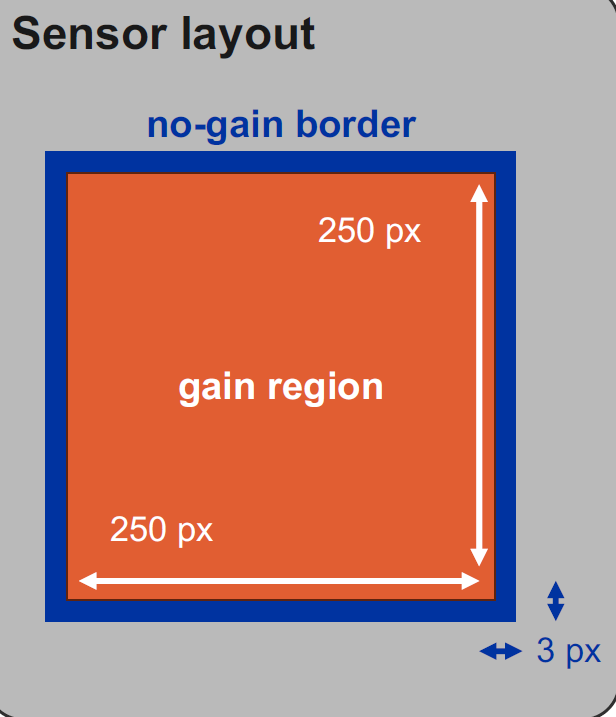 Sensor layout
no-gain border
250 px
gain region
250 px
3 px